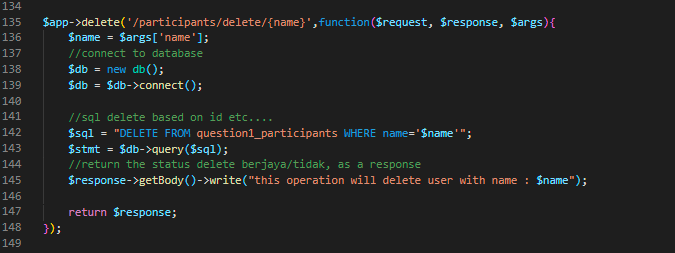 134
135 $app->delete('/participants/delete/{name}',function($request, $response, $args){
136 $name = $args['name'];
137 //connect to database
138 $db = new db();
139 $db = $db->connect();
140
141 //sql delete based on id etc....
142 $sql = "DELETE FROM question1_participants WHERE name='$name'";
143 $stmt = $db->query($sql);
144 //return the status delete berjaya/tidak, as a response
145 $response->getBody()->write("this operation will delete user with name : $name");
146
147 return $response;
148 });
149